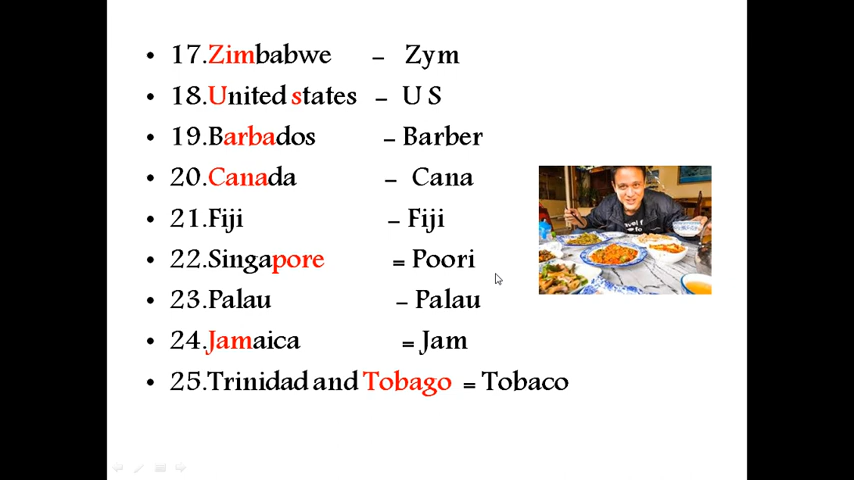 • 17.Zimbabwe – Zym
• 18.United states – U S
• 19.Barbados – Barber
• 20.Canada – Cana
• 21.Fiji – Fiji
• 22.Singapore = Poori
• 23.Palau – Palau
• 24.Jamaica = Jam
• 25.Trinidad and Tobago = Tobaco